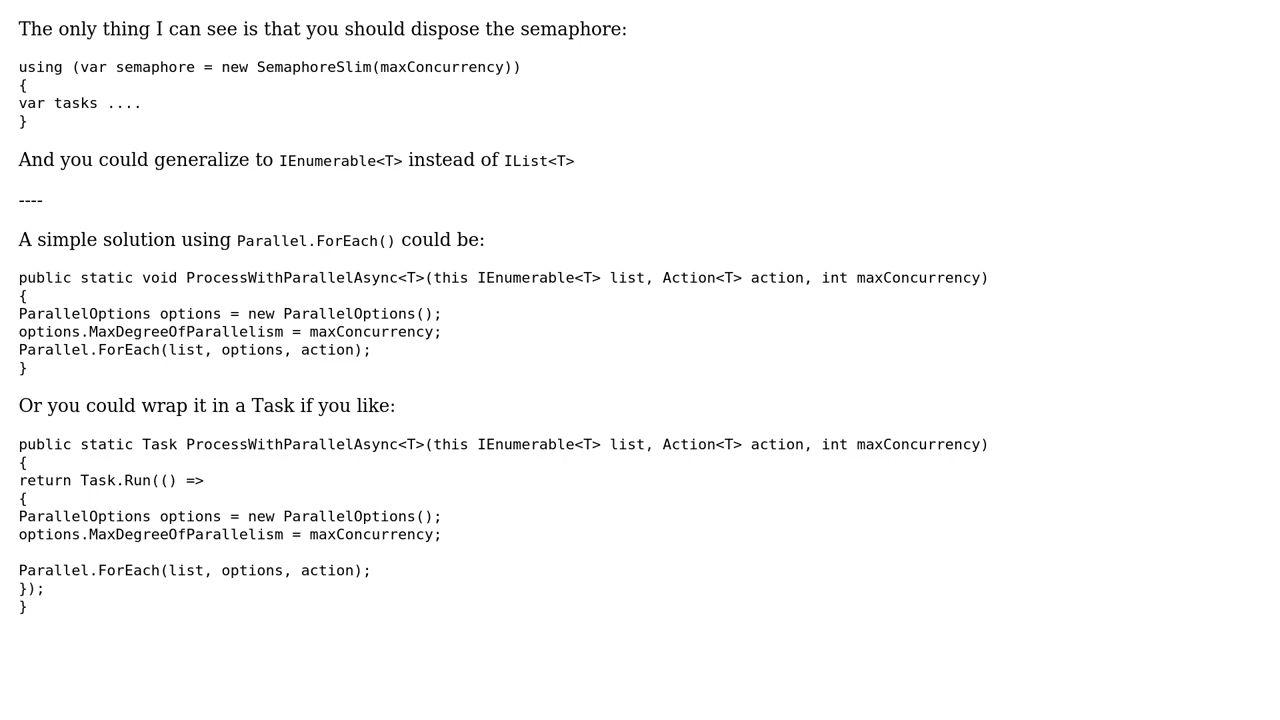 The only thing I can see is that you should dispose the semaphore:
using (var semaphore = new SemaphoreSlim(maxConcurrency))
{
var tasks ....
}
And you could generalize to IEnumerable<T> instead of IList<T>
----
A simple solution using Parallel.ForEach() could be:
public static void ProcessWithParallelAsync<T>(this IEnumerable<T> list, Action<T> action, int maxConcurrency)
{
ParallelOptions options = new ParallelOptions();
options.MaxDegreeOfParallelism = maxConcurrency;
Parallel.ForEach(list, options, action);
}
Or you could wrap it in a Task if you like:
public static Task ProcessWithParallelAsync<T>(this IEnumerable<T> list, Action<T> action, int maxConcurrency)
{
return Task.Run(() =>
{
ParallelOptions options = new ParallelOptions();
options.MaxDegreeOfParallelism = maxConcurrency;
Parallel.ForEach(list, options, action);
});
}